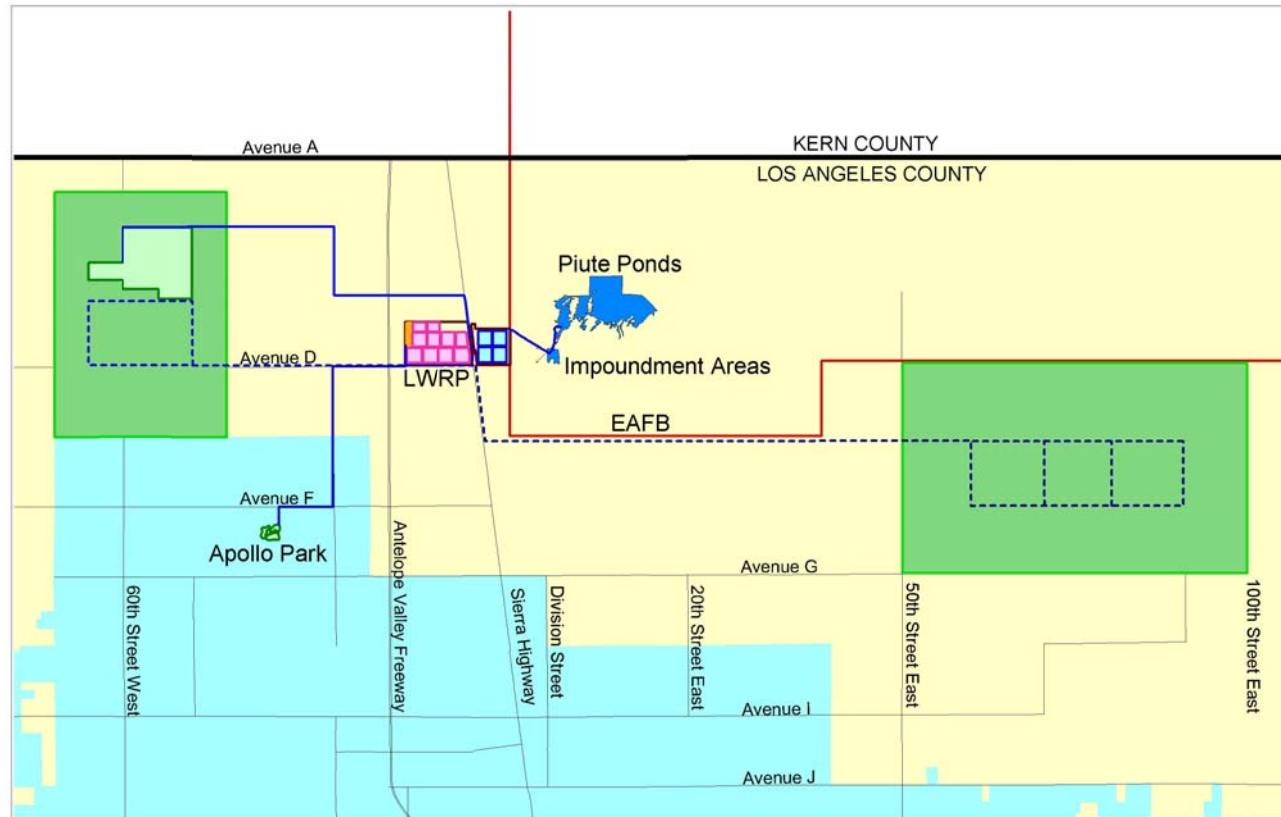 Avenue A
KERN COUNTY
LOS ANGELES COUNTY
Piute Ponds
Avenue D
LWRP
Impoundment Areas
EAFB
Avenue F
Apollo Park
Avenue G
60th Street West
Antelope Valley Freeway
Sierra Highway
Division Street
20th Street East
50th Street East
100th Street East
Avenue I
Avenue J